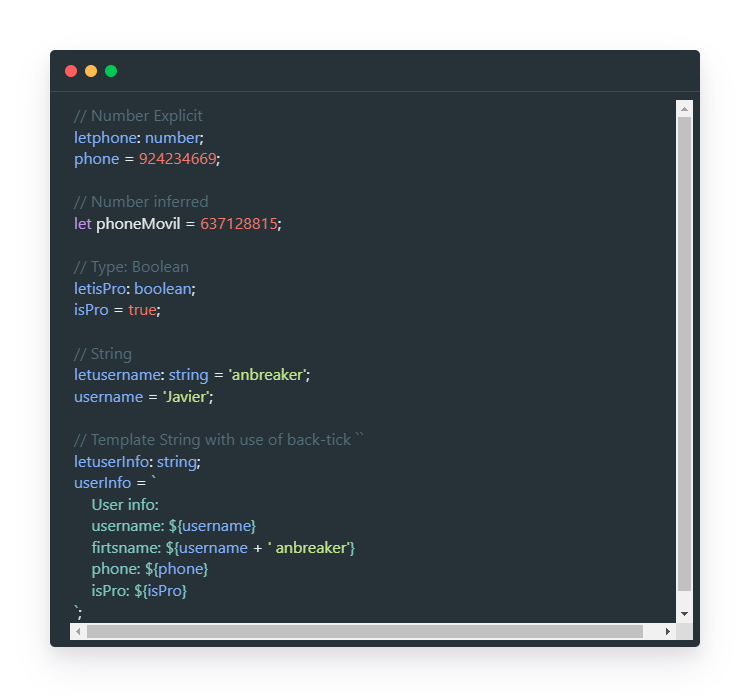 // Number Explicit
letphone: number;
phone = 924234669;
// Number inferred
let phoneMovil = 637128815;
// Type: Boolean
letisPro: boolean;
isPro = true;
// String
letusername: string = 'anbreaker';
username = 'Javier';
// Template String with use of back-tick ``
letuserInfo: string;
userInfo = `
User info:
username: ${username}
firtsname: ${username + ' anbreaker'}
phone: ${phone}
isPro: ${isPro}
`;